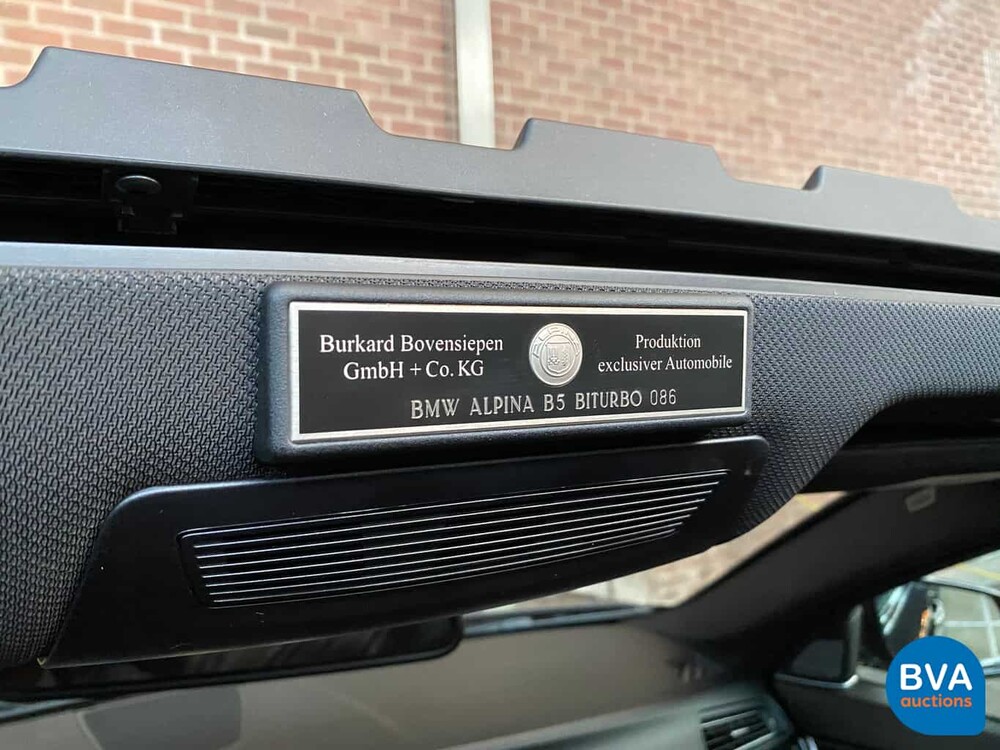 Burkard Bovensiepen
GmbH + Co. KG
Produktion
exclusiver Automobile
BMW ALPINA B5 BITURBO 086
BVA
auctions